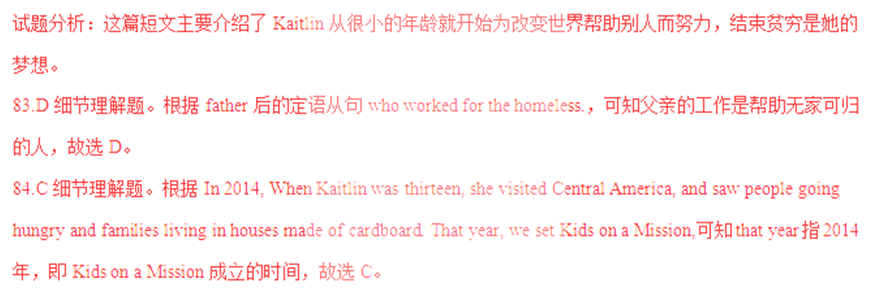 试题分析：这篇短文主要介绍了 Kaitlin 从很小的年龄就开始为改变世界帮助别人而努力，结束贫穷是她的
梦想。
83.D 细节理解题。根据 father 后的定语从句 who worked for the homeless.，可知父亲的工作是帮助无家可归
的人，故选 D。
84.C 细节理解题。根据 In 2014, When Kaitlin was thirteen, she visited Central America, and saw people going
hungry and families living in houses made of cardboard. That year, we set Kids on a Mission,可知 that year 指 2014
年，即 Kids on a Mission 成立的时间，故选 C。